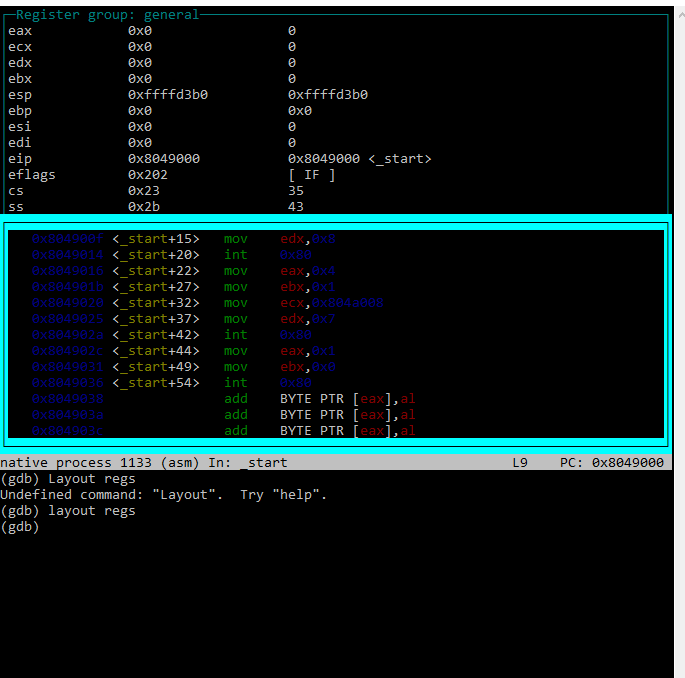 Register group: general
eax 0x0 0
ecx 0x0 0
edx 0x0 0
ebx 0x0 0
esp 0xffffd3b0 0xffffd3b0
ebp 0x0 0x0
esi 0x0 0
edi 0x0 0
eip 0x8049000 0x8049000 <_start>
eflags 0x202 [ IF ]
cs 0x23 35
ss 0x2b 43
0x804900f <_start+15> mov edx,0x8
0x8049014 <_start+20> int 0x80
0x8049016 <_start+22> mov eax,0x4
0x804901b <_start+27> mov ebx,0x1
0x8049020 <_start+32> mov ecx,0x804a008
0x8049025 <_start+37> mov edx,0x7
0x804902a <_start+42> int 0x80
0x804902c <_start+44> mov eax,0x1
0x8049031 <_start+49> mov ebx,0x0
0x8049036 <_start+54> int 0x80
0x8049038 add BYTE PTR [eax],al
0x804903a add BYTE PTR [eax],al
0x804903c add BYTE PTR [eax],al
native process 1133 (asm) In: _start L9 PC: 0x8049000
(gdb) Layout regs
Undefined command: "Layout". Try "help".
(gdb) layout regs
(gdb)